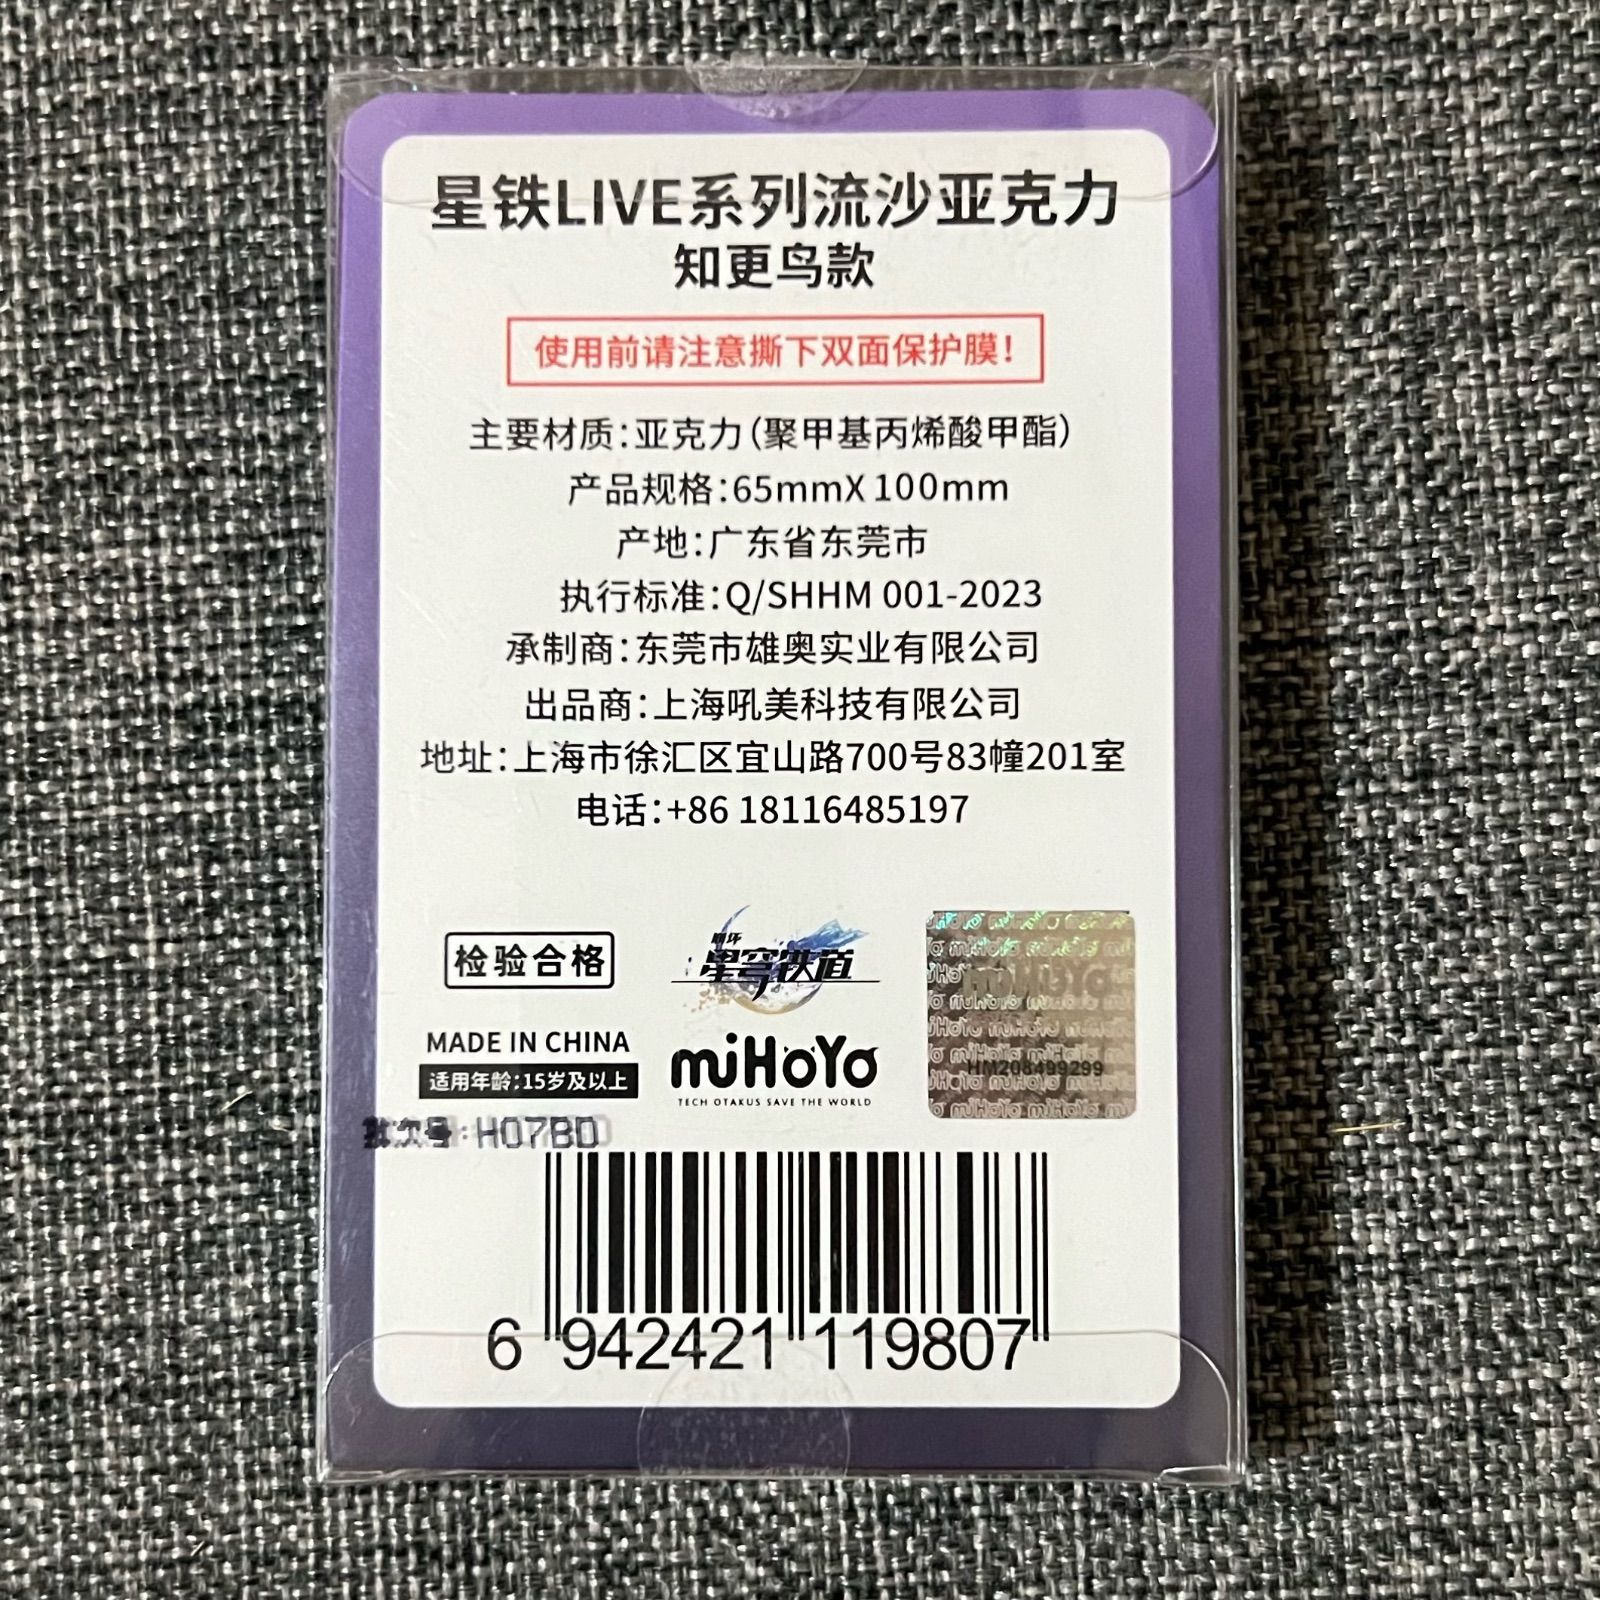 星铁LIVE系列流沙亚克力
知更鸟款
使用前请注意撕下双面保护膜！
主要材质：亚克力（聚甲基丙烯酸甲酯）
产品规格：65mmX100mm
产地：广东省东莞市
执行标准：Q/SHHM 001-2023
承制商：东莞市雄奥实业有限公司
出品商：上海吼美科技有限公司
地址：上海市徐汇区宜山路700号83幢201室
电话：+86 18116485197
检验合格
崩坏
星穹铁道
miHoYo
HM208499299
MADE IN CHINA
适用年龄：15岁及以上
miHoYo
TECH OTAKUS SAVE THE WORLD
批次号：H07BD
6 942421 119807